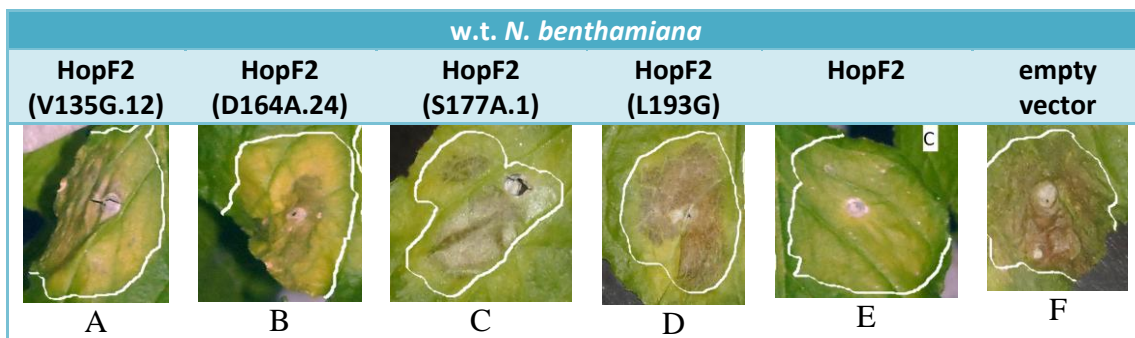 w.t. N. benthamiana
HopF2 (V135G.12)
HopF2 (D164A.24)
HopF2 (S177A.1)
HopF2 (L193G)
HopF2
empty vector
C
A
B
C
D
E
F